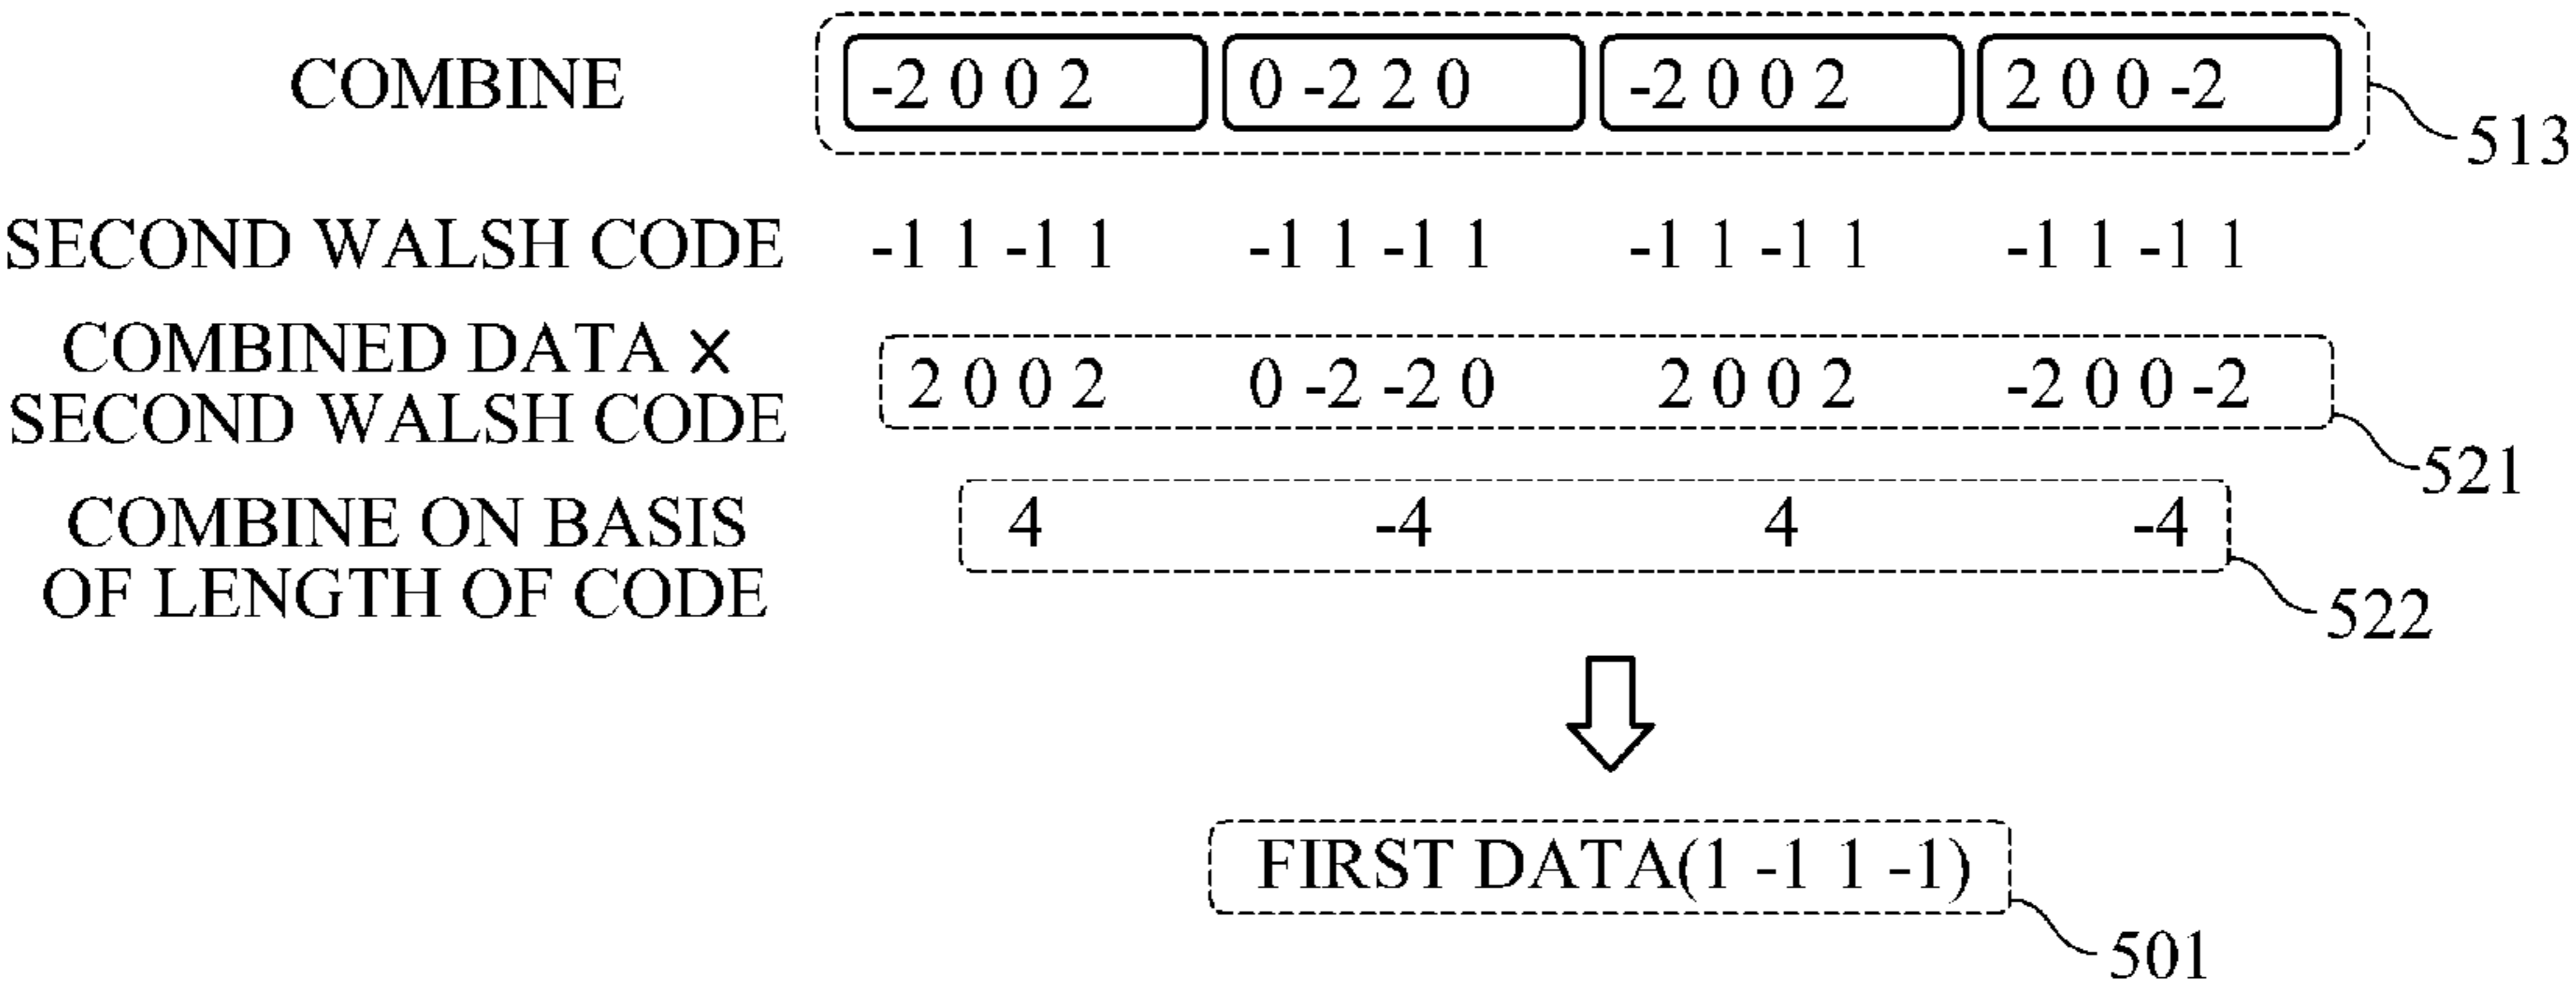 COMBINE -2 0 0 2 0 -2 2 0 -2 0 0 2 2 0 0 -2
513
SECOND WALSH CODE -1 1 -1 1 -1 1 -1 1 -1 1 -1 1 -1 1 -1 1
COMBINED DATA ×
SECOND WALSH CODE
2 0 0 2 0 -2 -2 0 2 0 0 2 -2 0 0 -2
521
COMBINE ON BASIS
OF LENGTH OF CODE
4 -4 4 -4
522
FIRST DATA(1 -1 1 -1)
501